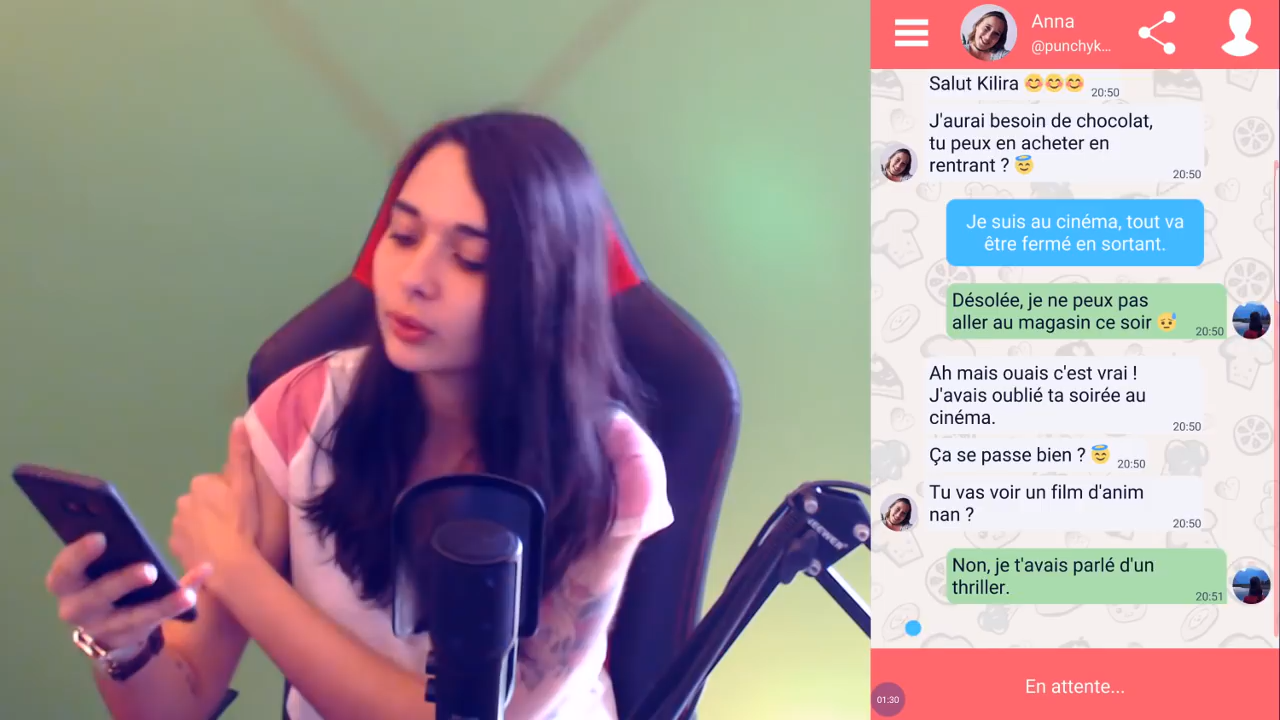 Anna
@punchyk...
Salut Kilira 😊😊😊
20:50
J'aurai besoin de chocolat,
tu peux en acheter en
rentrant ? 😇
20:50
Je suis au cinéma, tout va
être fermé en sortant.
Désolée, je ne peux pas
aller au magasin ce soir 😓
20:50
Ah mais ouais c'est vrai !
J'avais oublié ta soirée au
cinéma.
20:50
Ça se passe bien ? 😇
20:50
Tu vas voir un film d'anim
nan ?
20:50
Non, je t'avais parlé d'un
thriller.
20:51
En attente...
01:30
NEEWER